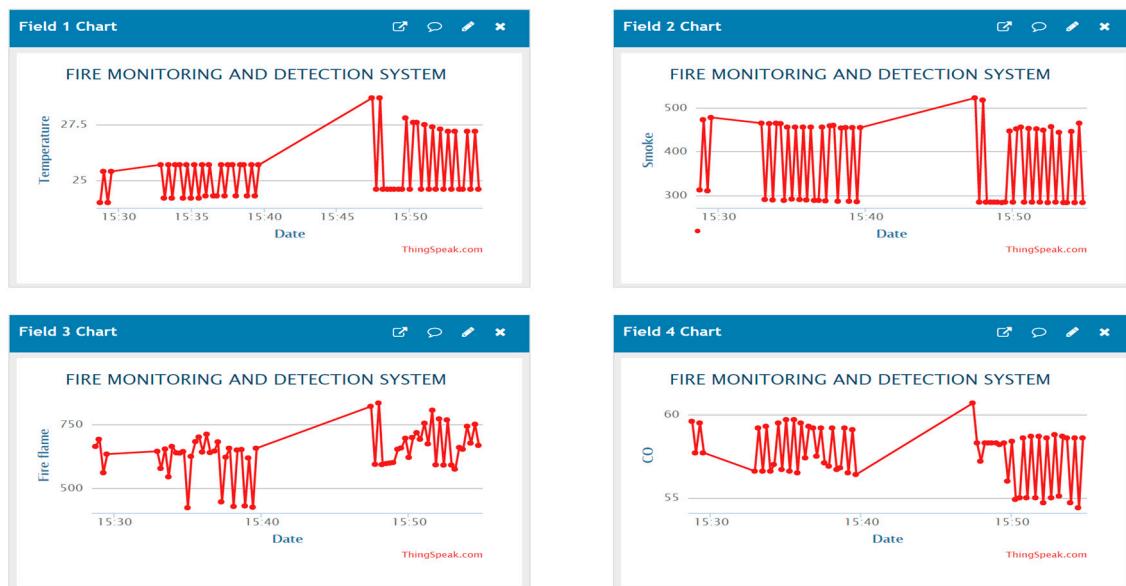 Field 1 Chart
FIRE MONITORING AND DETECTION SYSTEM
Temperature
27.5
25
15:30 15:35 15:40 15:45 15:50
Date
ThingSpeak.com
Field 2 Chart
FIRE MONITORING AND DETECTION SYSTEM
Smoke
500
400
300
15:30 15:40 15:50
Date
ThingSpeak.com
Field 3 Chart
FIRE MONITORING AND DETECTION SYSTEM
Fire flame
750
500
15:30 15:40 15:50
Date
ThingSpeak.com
Field 4 Chart
FIRE MONITORING AND DETECTION SYSTEM
CO
60
55
15:30 15:40 15:50
Date
ThingSpeak.com